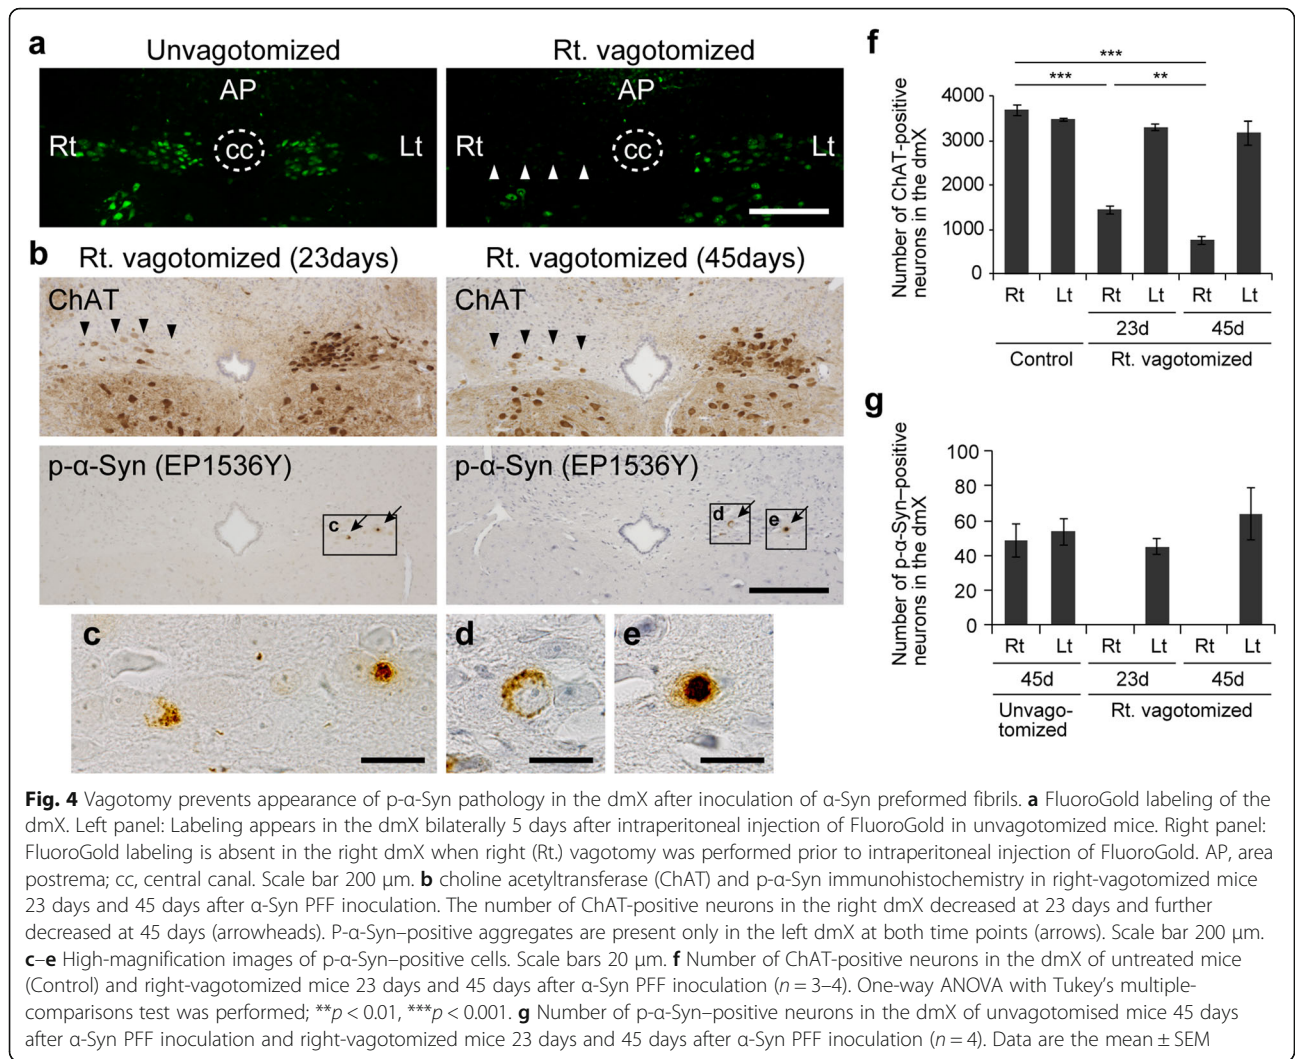 a
Unvagotomized
Rt. vagotomized
AP
Rt
cc
Lt
AP
Rt
cc
Lt
b
Rt. vagotomized (23days)
Rt. vagotomized (45days)
ChAT
ChAT
p-α-Syn (EP1536Y)
c
p-α-Syn (EP1536Y)
d
e
c
d
e
f
***
***
**
Number of ChAT-positive
neurons in the dmX
4000
3000
2000
1000
0
Rt Lt Rt Lt Rt Lt
23d 45d
Control Rt. vagotomized
g
Number of p-α-Syn–positive
neurons in the dmX
100
80
60
40
20
0
Rt Lt Rt Lt Rt Lt
45d 23d 45d
Unvago- Rt. vagotomized
tomized
Fig. 4 Vagotomy prevents appearance of p-α-Syn pathology in the dmX after inoculation of α-Syn preformed fibrils. a FluoroGold labeling of the
dmX. Left panel: Labeling appears in the dmX bilaterally 5 days after intraperitoneal injection of FluoroGold in unvagotomized mice. Right panel:
FluoroGold labeling is absent in the right dmX when right (Rt.) vagotomy was performed prior to intraperitoneal injection of FluoroGold. AP, area
postrema; cc, central canal. Scale bar 200 μm. b choline acetyltransferase (ChAT) and p-α-Syn immunohistochemistry in right-vagotomized mice
23 days and 45 days after α-Syn PFF inoculation. The number of ChAT-positive neurons in the right dmX decreased at 23 days and further
decreased at 45 days (arrowheads). P-α-Syn–positive aggregates are present only in the left dmX at both time points (arrows). Scale bar 200 μm.
c–e High-magnification images of p-α-Syn–positive cells. Scale bars 20 μm. f Number of ChAT-positive neurons in the dmX of untreated mice
(Control) and right-vagotomized mice 23 days and 45 days after α-Syn PFF inoculation (n = 3–4). One-way ANOVA with Tukey's multiple-
comparisons test was performed; **p < 0.01, ***p < 0.001. g Number of p-α-Syn–positive neurons in the dmX of unvagotomised mice 45 days
after α-Syn PFF inoculation and right-vagotomized mice 23 days and 45 days after α-Syn PFF inoculation (n = 4). Data are the mean ± SEM